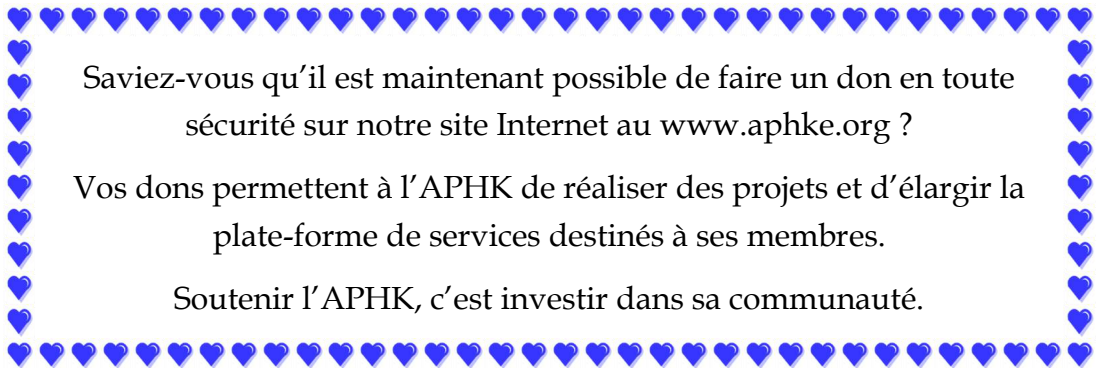 Saviez-vous qu’il est maintenant possible de faire un don en toute
sécurité sur notre site Internet au www.aphke.org ?
Vos dons permettent à l’APHK de réaliser des projets et d’élargir la
plate-forme de services destinés à ses membres.
Soutenir l’APHK, c’est investir dans sa communauté.